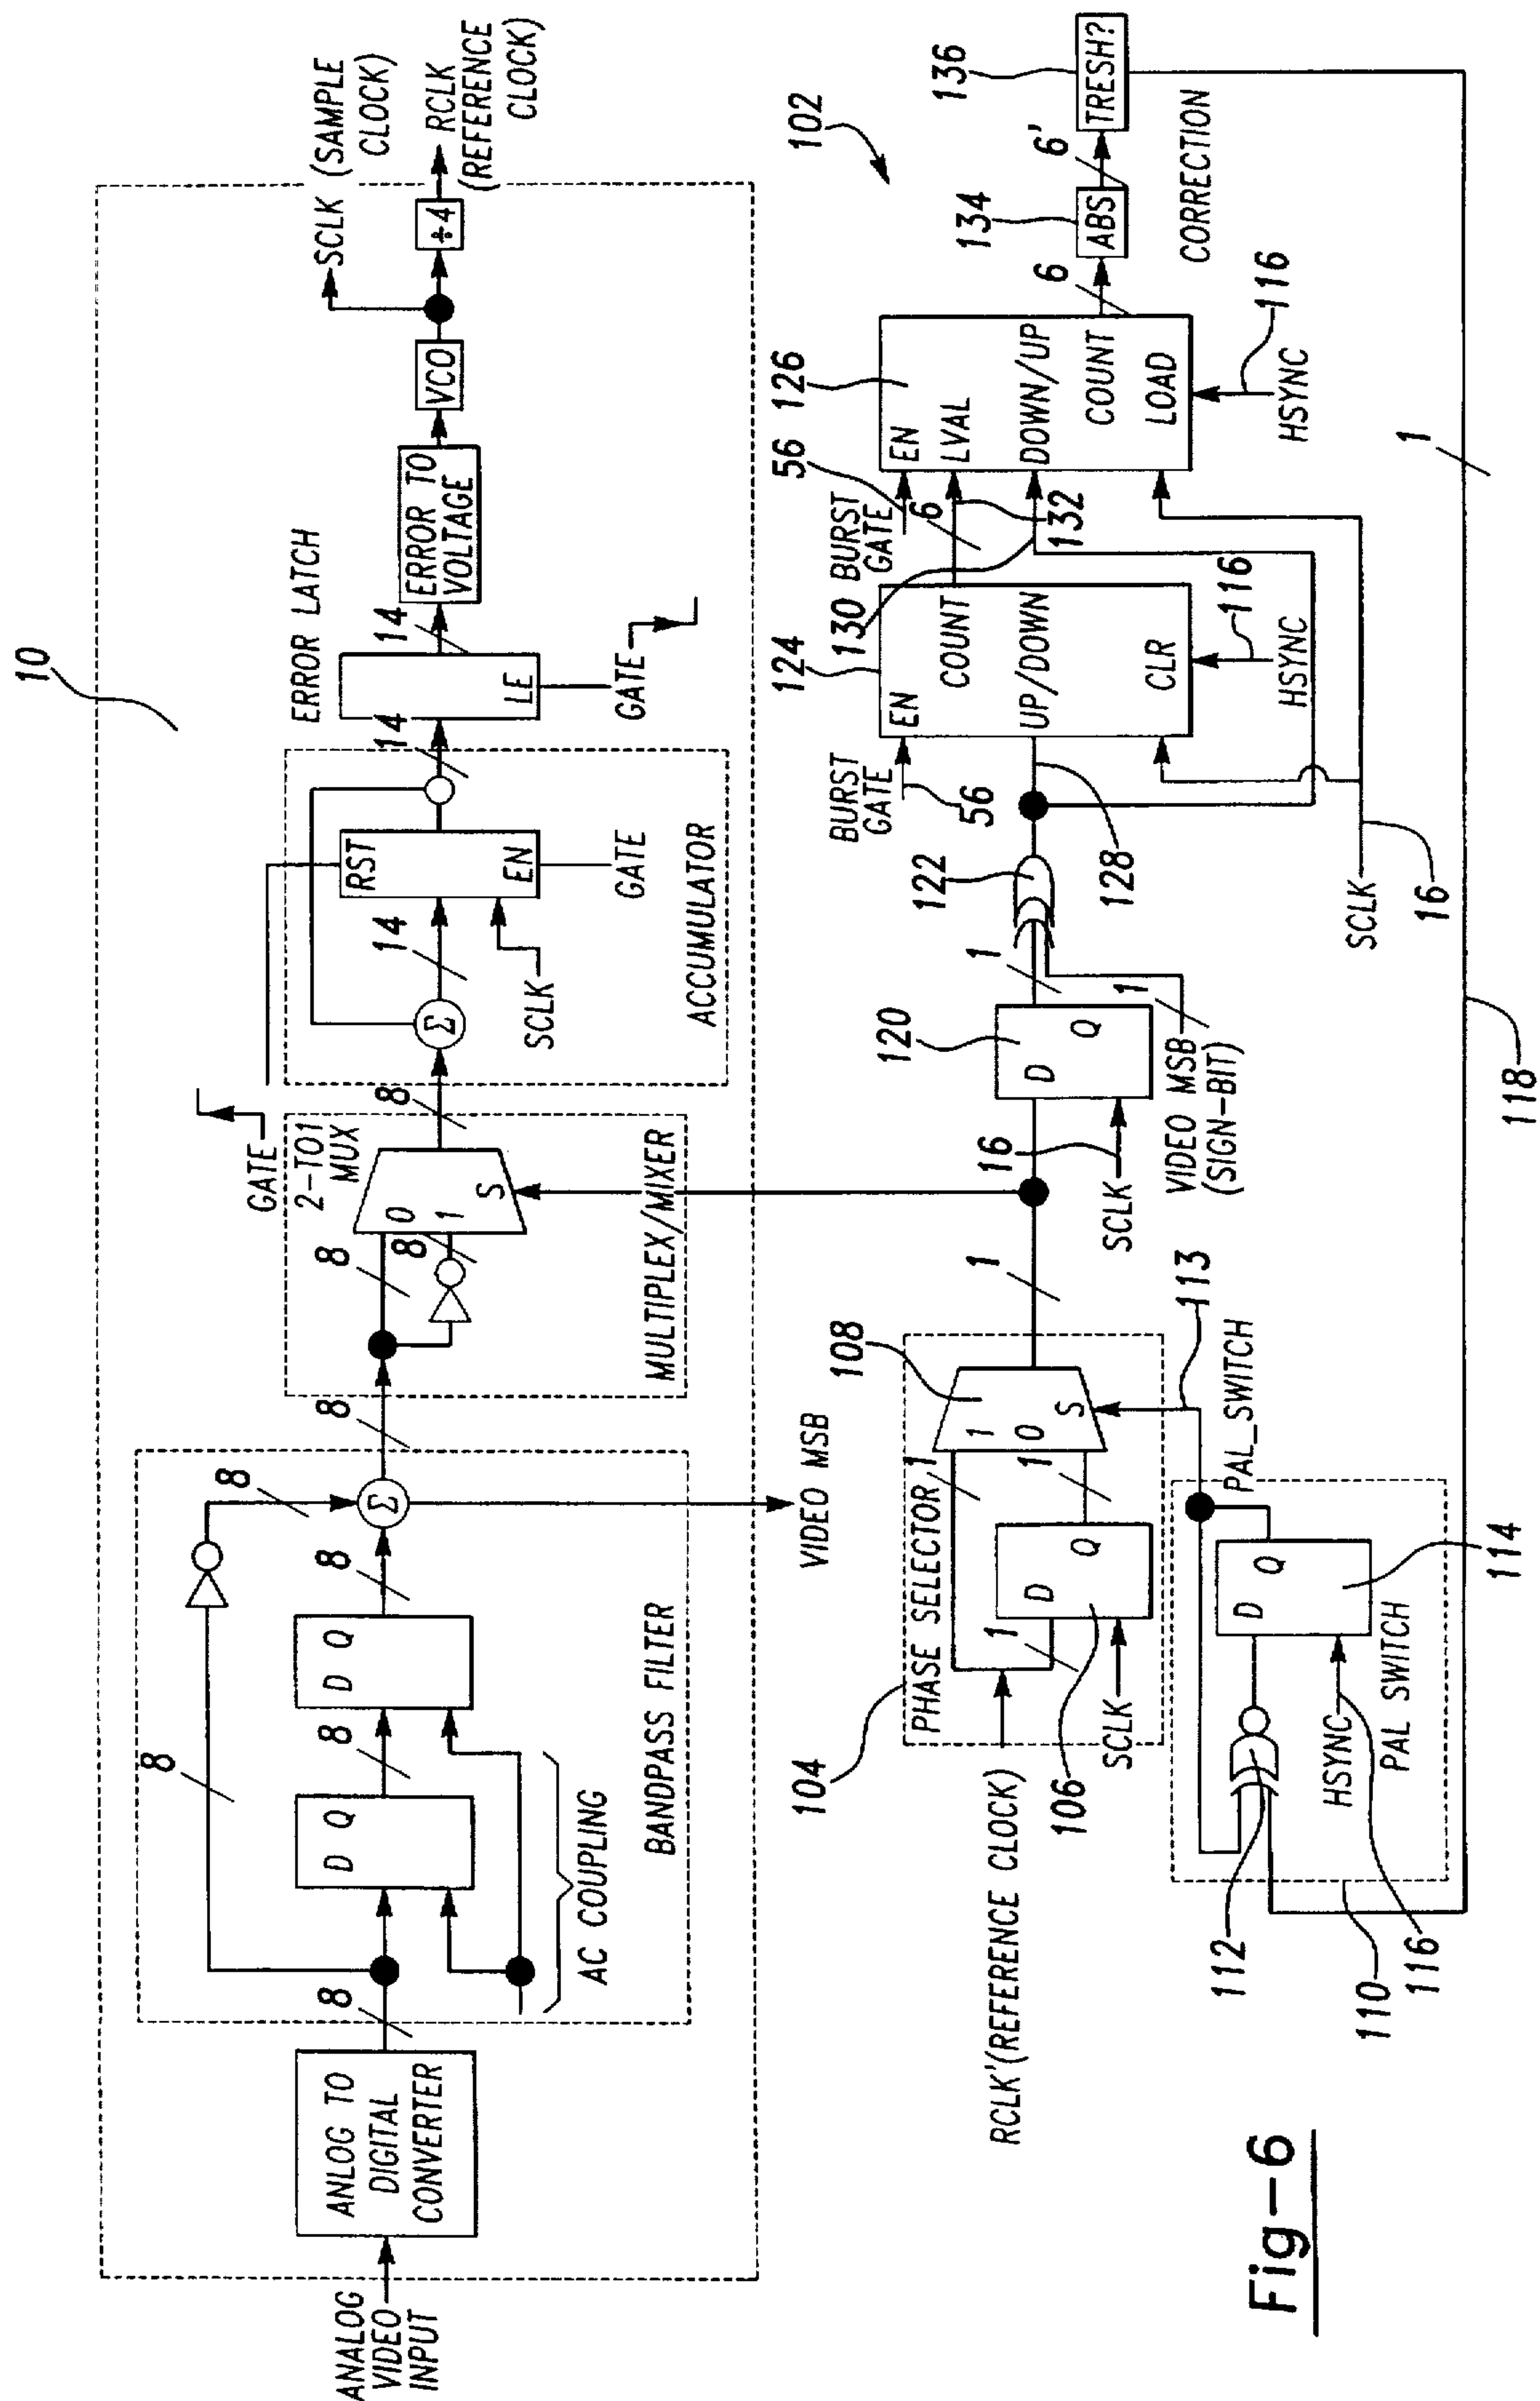 10
ANALOG
VIDEO
INPUT
ANLOG TO
DIGITAL
CONVERTER
8
8
8
D Q
8
D Q
8
AC COUPLING
BANDPASS FILTER
Σ
8
VIDEO MSB
8
8
0
1
S
2-TO1
MUX
MULTIPLEX/MIXER
GATE
8
Σ
14
SCLK
RST
EN
GATE
ACCUMULATOR
14
ERROR LATCH
LE
GATE
14
ERROR TO
VOLTAGE
VCO
÷4
SCLK (SAMPLE
CLOCK)
RCLK
(REFERENCE
CLOCK)
102
RCLK'(REFERENCE CLOCK)
104
PHASE SELECTOR
1
1
D
Q
106
SCLK
1
1
0
S
108
1
113
PAL_SWITCH
112
110
116
HSYNC
D
Q
PAL SWITCH
114
16
SCLK
D
Q
120
1
1
VIDEO MSB
(SIGN-BIT)
122
128
BURST
GATE
56
124
EN
COUNT
UP/DOWN
CLR
116
HSYNC
SCLK
16
6
130
132
BURST
GATE
56
126
EN
LVAL
DOWN/UP
COUNT
LOAD
116
HSYNC
6
134
ABS
6'
136
TRESH?
CORRECTION
1
118
Fig-6